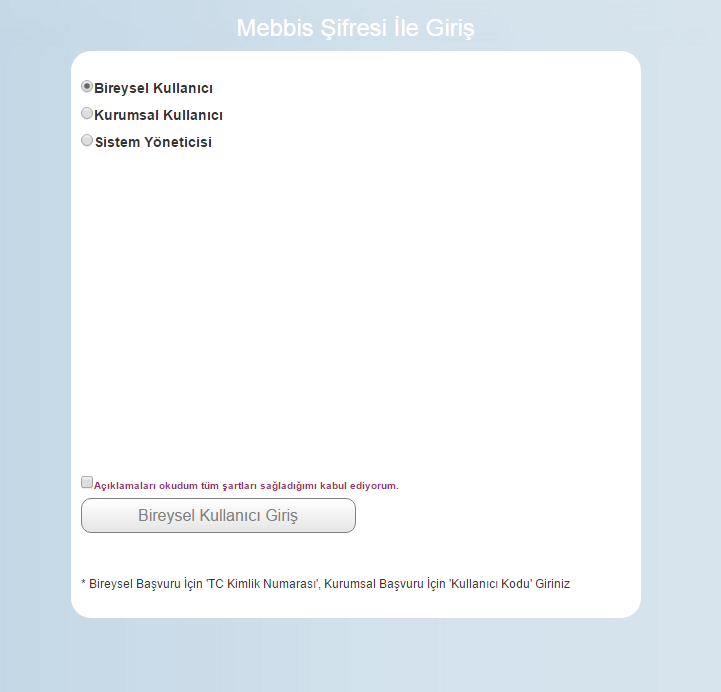 Mebbis Şifresi İle Giriş
Bireysel Kullanıcı
Kurumsal Kullanıcı
Sistem Yöneticisi
Açıklamaları okudum tüm şartları sağladığımı kabul ediyorum.
Bireysel Kullanıcı Giriş
* Bireysel Başvuru İçin 'TC Kimlik Numarası', Kurumsal Başvuru İçin 'Kullanıcı Kodu' Giriniz